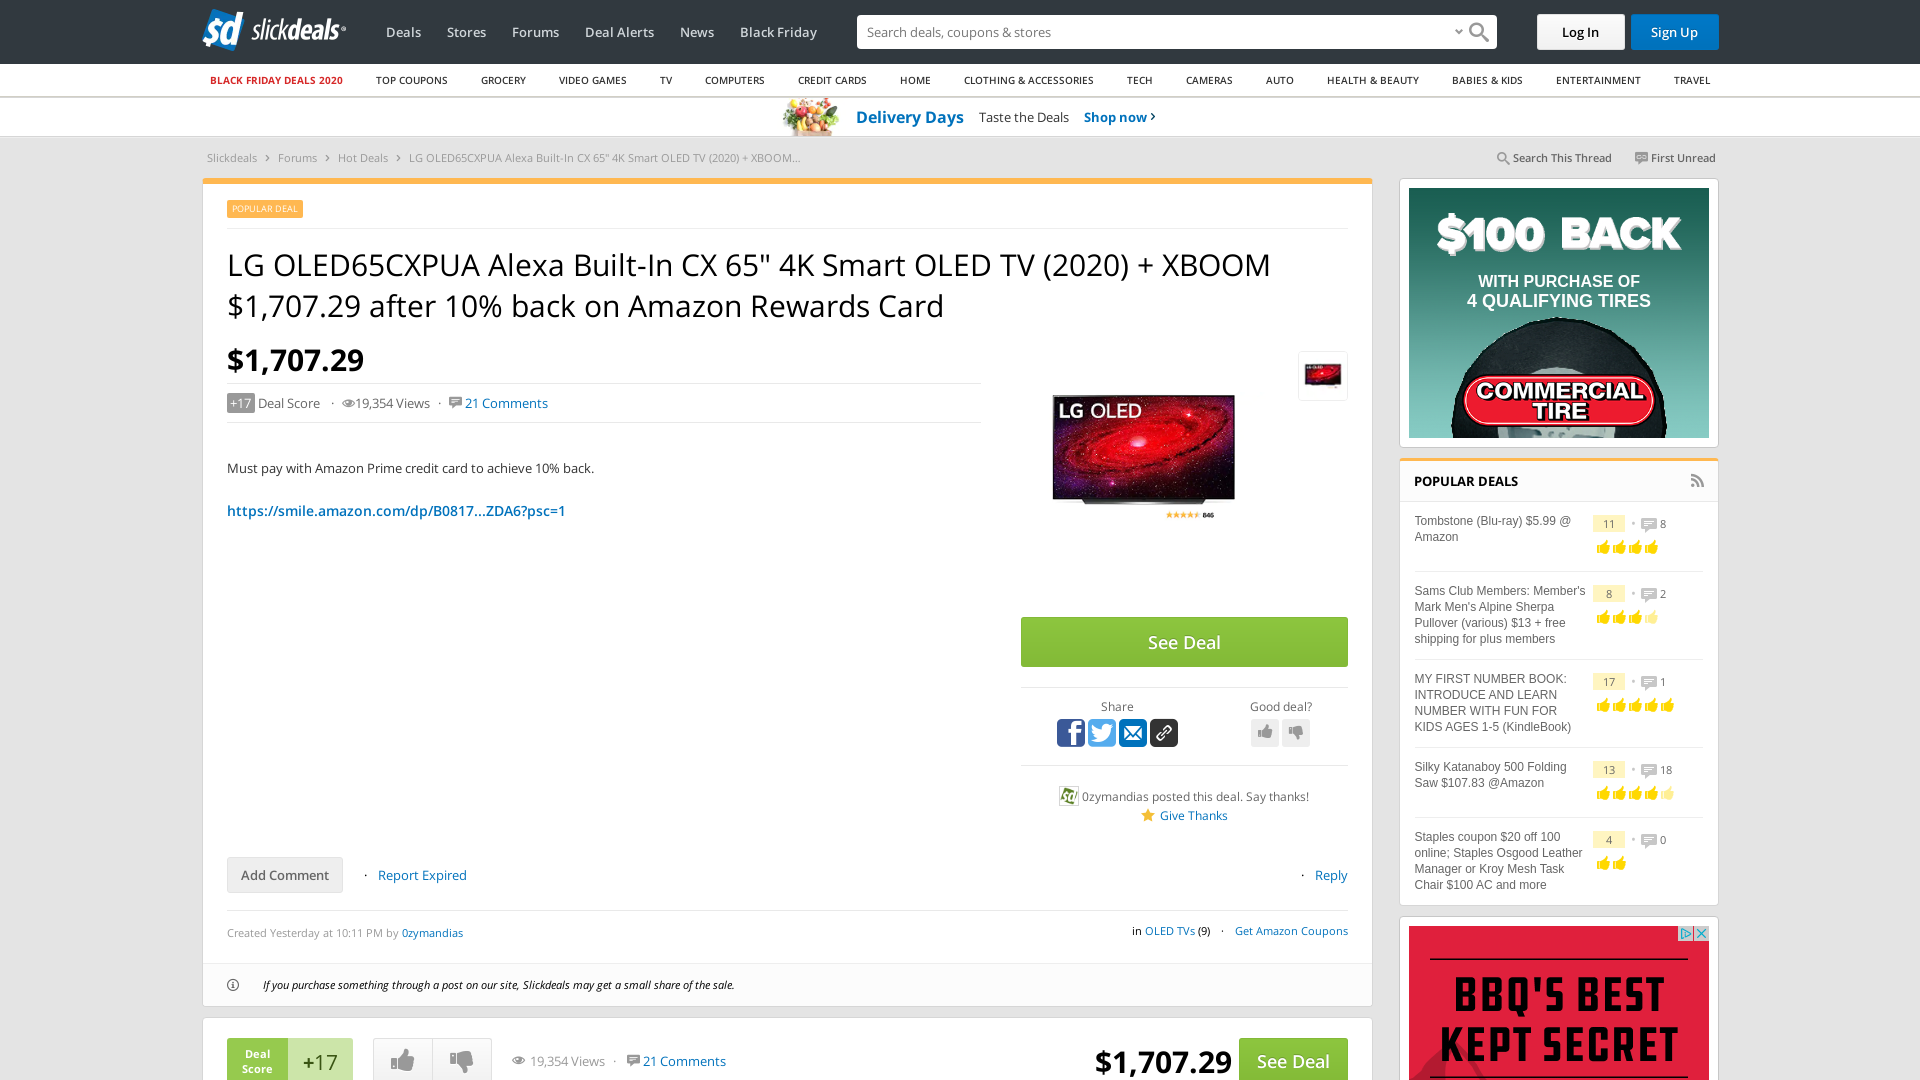 slickdeals
Deals
Stores
Forums
Deal Alerts
News
Black Friday
Search deals, coupons & stores
Log In
Sign Up
BLACK FRIDAY DEALS 2020
TOP COUPONS
GROCERY
VIDEO GAMES
TV
COMPUTERS
CREDIT CARDS
HOME
CLOTHING & ACCESSORIES
TECH
CAMERAS
AUTO
HEALTH & BEAUTY
BABIES & KIDS
ENTERTAINMENT
TRAVEL
Delivery Days Taste the Deals Shop now ›
Slickdeals › Forums › Hot Deals › LG OLED65CXPUA Alexa Built-In CX 65" 4K Smart OLED TV (2020) + XBOOM...
Search This Thread
First Unread
POPULAR DEAL
LG OLED65CXPUA Alexa Built-In CX 65" 4K Smart OLED TV (2020) + XBOOM
$1,707.29 after 10% back on Amazon Rewards Card
$1,707.29
+17 Deal Score · 19,354 Views · 21 Comments
Must pay with Amazon Prime credit card to achieve 10% back.
https://smile.amazon.com/dp/B0817...ZDA6?psc=1
LG OLED
846
See Deal
Share
Good deal?
0zymandias posted this deal. Say thanks!
Give Thanks
Add Comment · Report Expired
· Reply
Created Yesterday at 10:11 PM by 0zymandias
in OLED TVs (9) · Get Amazon Coupons
If you purchase something through a post on our site, Slickdeals may get a small share of the sale.
Deal
Score
+17
19,354 Views · 21 Comments
$1,707.29
See Deal
$100 BACK
WITH PURCHASE OF
4 QUALIFYING TIRES
COMMERCIAL
TIRE
POPULAR DEALS
Tombstone (Blu-ray) $5.99 @
Amazon
11 · 8
Sams Club Members: Member's
Mark Men's Alpine Sherpa
Pullover (various) $13 + free
shipping for plus members
8 · 2
MY FIRST NUMBER BOOK:
INTRODUCE AND LEARN
NUMBER WITH FUN FOR
KIDS AGES 1-5 (KindleBook)
17 · 1
Silky Katanaboy 500 Folding
Saw $107.83 @Amazon
13 · 18
Staples coupon $20 off 100
online; Staples Osgood Leather
Manager or Kroy Mesh Task
Chair $100 AC and more
4 · 0
BBQ'S BEST
KEPT SECRET